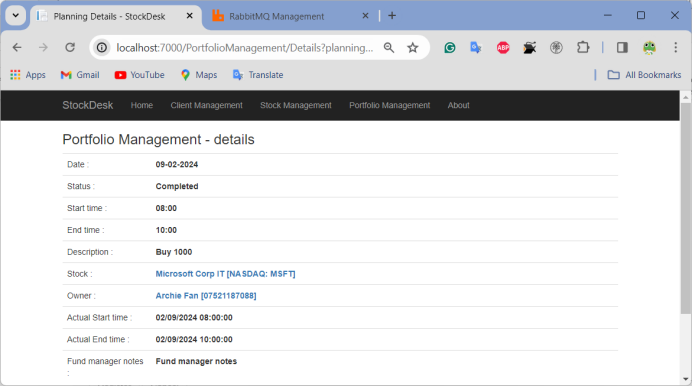 Planning Details - StockDesk
RabbitMQ Management
localhost:7000/PortfolioManagement/Details?planning...
ABP
Apps
Gmail
YouTube
Maps
Translate
All Bookmarks
StockDesk
Home
Client Management
Stock Management
Portfolio Management
About
Portfolio Management - details
Date : 09-02-2024
Status : Completed
Start time : 08:00
End time : 10:00
Description : Buy 1000
Stock : Microsoft Corp IT [NASDAQ: MSFT]
Owner : Archie Fan [07521187088]
Actual Start time : 02/09/2024 08:00:00
Actual End time : 02/09/2024 10:00:00
Fund manager notes Fund manager notes
: